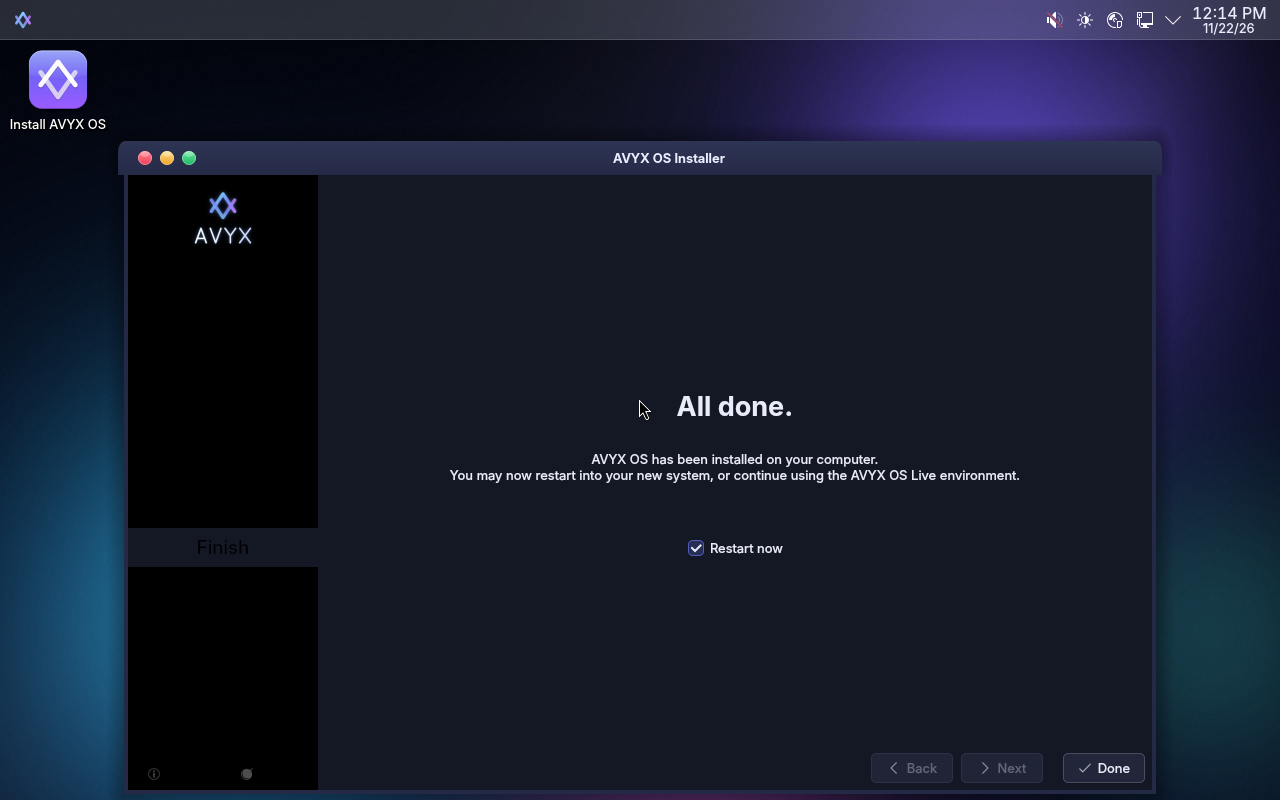 12:14 PM
11/22/26
Install AVYX OS
AVYX OS Installer
AVYX
All done.
AVYX OS has been installed on your computer.
You may now restart into your new system, or continue using the AVYX OS Live environment.
Finish
Restart now
Back
Next
Done